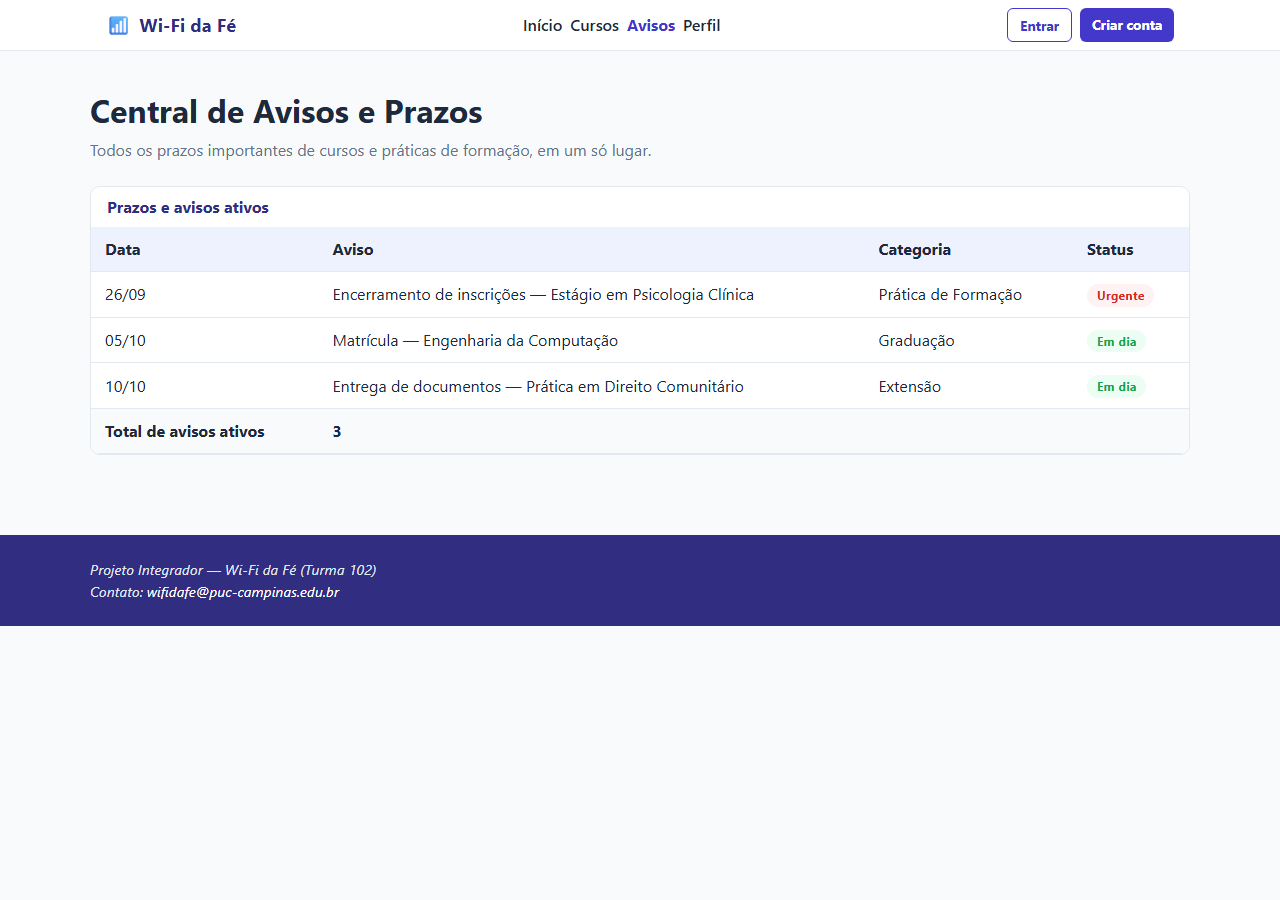 Wi-Fi da Fé
Início Cursos Avisos Perfil
Entrar
Criar conta
Central de Avisos e Prazos
Todos os prazos importantes de cursos e práticas de formação, em um só lugar.
Prazos e avisos ativos
Data Aviso Categoria Status
26/09 Encerramento de inscrições — Estágio em Psicologia Clínica Prática de Formação Urgente
05/10 Matrícula — Engenharia da Computação Graduação Em dia
10/10 Entrega de documentos — Prática em Direito Comunitário Extensão Em dia
Total de avisos ativos 3
Projeto Integrador — Wi-Fi da Fé (Turma 102)
Contato: wifidafe@puc-campinas.edu.br